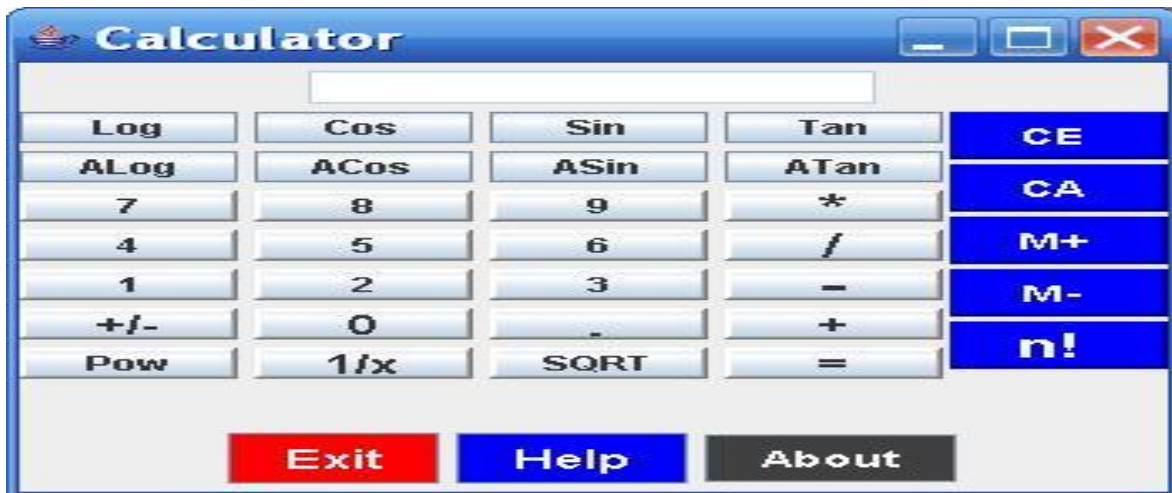 Calculator
Log Cos Sin Tan CE
ALog ACos ASin ATan CA
7 8 9 *
4 5 6 / M+
1 2 3 - M-
+/- 0 . + n!
Pow 1/x SQRT =
Exit Help About